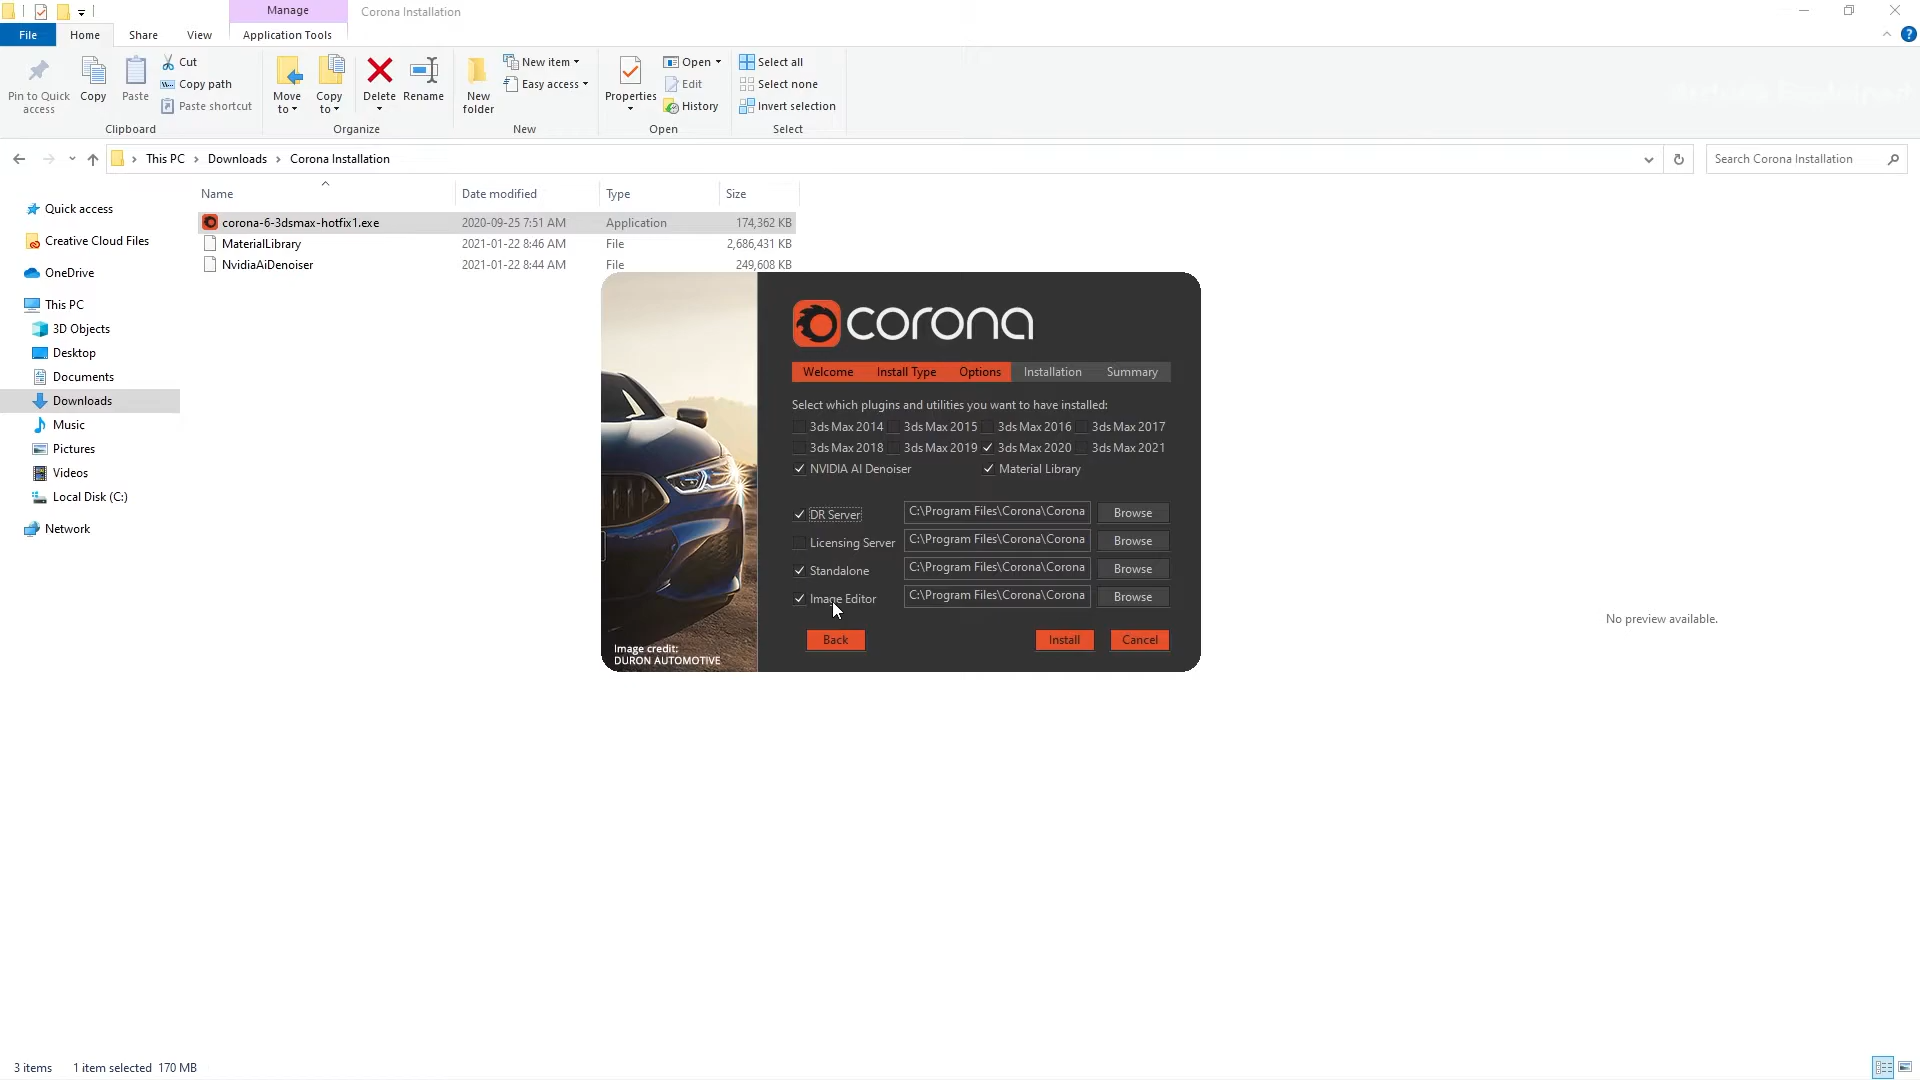 Manage
Corona Installation
File
Home
Share
View
Application Tools
Pin to Quick
access
Copy
Paste
Cut
Copy path
Paste shortcut
Clipboard
Move
to
Copy
to
Delete
Rename
Organize
New
folder
New item
Easy access
New
Properties
Open
Edit
History
Open
Select all
Select none
Invert selection
Select
This PC
Downloads
Corona Installation
Search Corona Installation
Name
Date modified
Type
Size
corona-6-3dsmax-hotfix1.exe 2020-09-25 7:51 AM Application 174,362 KB
MaterialLibrary 2021-01-22 8:46 AM File 2,686,431 KB
NvidiaAiDenoiser 2021-01-22 8:44 AM File 249,608 KB
Quick access
Creative Cloud Files
OneDrive
This PC
3D Objects
Desktop
Documents
Downloads
Music
Pictures
Videos
Local Disk (C:)
Network
corona
Welcome Install Type Options Installation Summary
Select which plugins and utilities you want to have installed:
3ds Max 2014 3ds Max 2015 3ds Max 2016 3ds Max 2017
3ds Max 2018 3ds Max 2019 3ds Max 2020 3ds Max 2021
NVIDIA AI Denoiser Material Library
DR Server C:\Program Files\Corona\Corona Browse
Licensing Server C:\Program Files\Corona\Corona Browse
Standalone C:\Program Files\Corona\Corona Browse
Image Editor C:\Program Files\Corona\Corona Browse
Back Install Cancel
Image credit:
DURON AUTOMOTIVE
No preview available.
3 items 1 item selected 170 MB